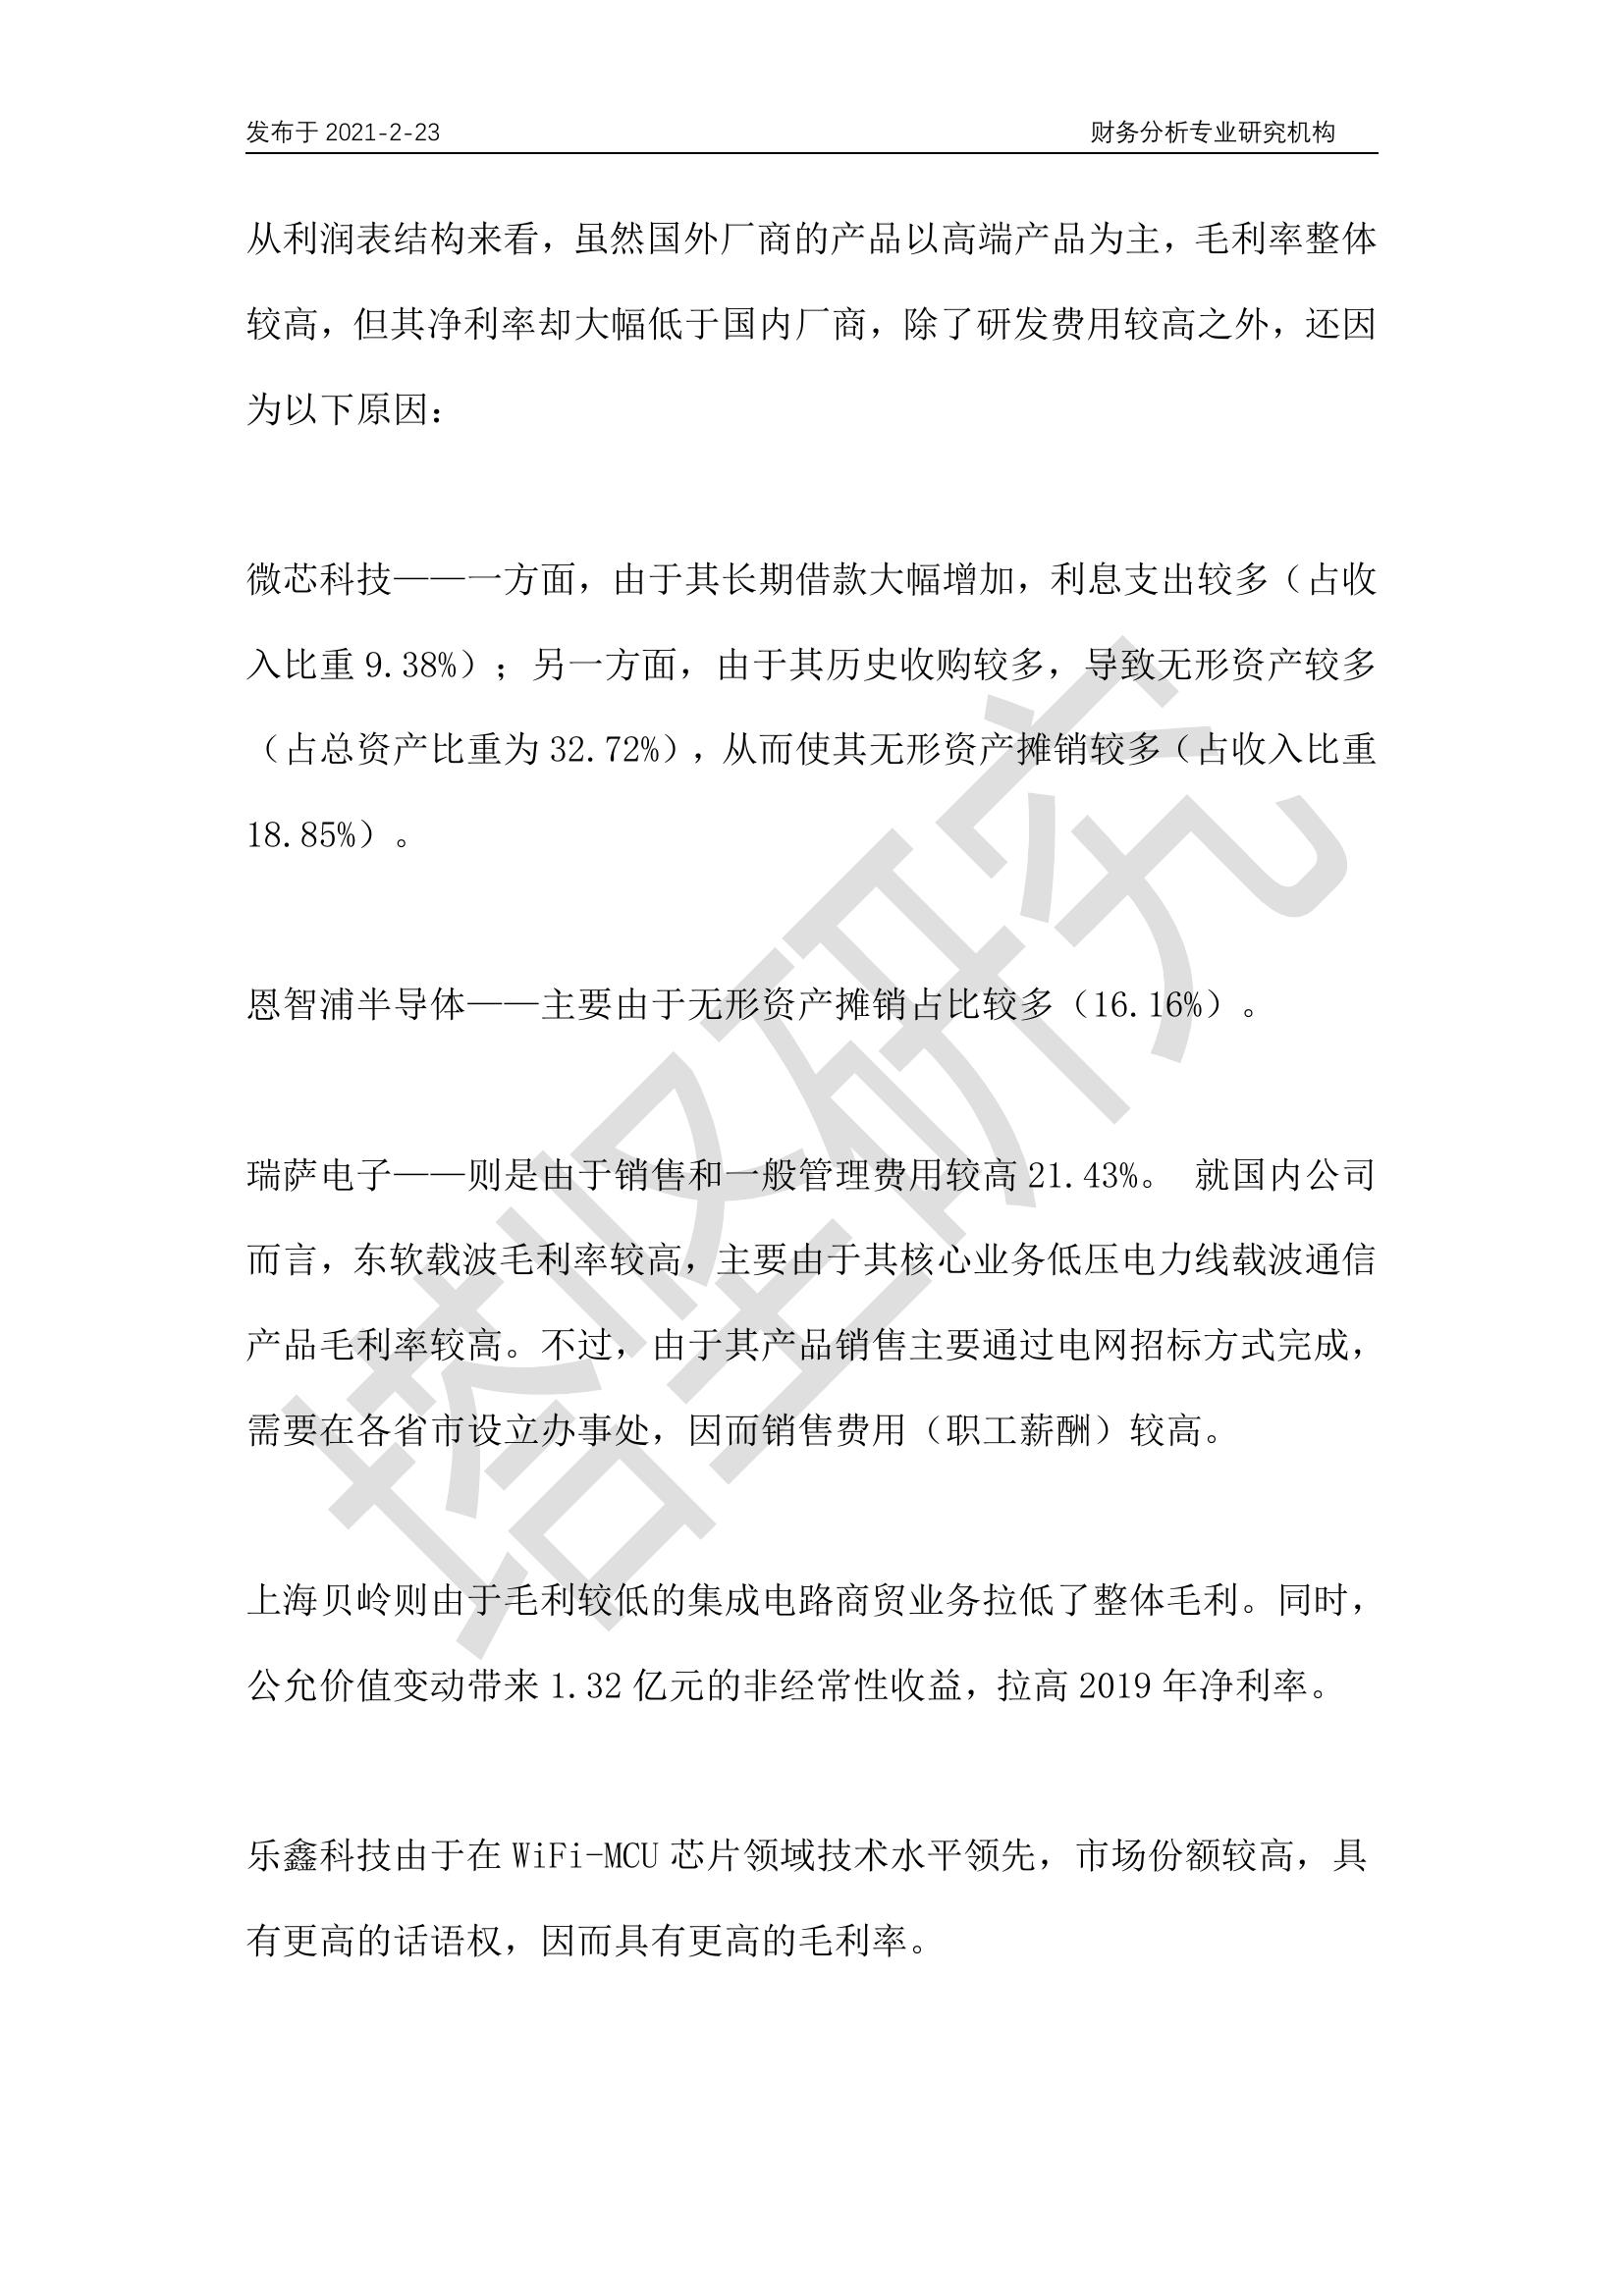 发布于 2021-2-23 财务分析专业研究机构
从利润表结构来看，虽然国外厂商的产品以高端产品为主，毛利率整体
较高，但其净利率却大幅低于国内厂商，除了研发费用较高之外，还因
为以下原因：
微芯科技——一方面，由于其长期借款大幅增加，利息支出较多（占收
入比重 9.38%）；另一方面，由于其历史收购较多，导致无形资产较多
（占总资产比重为 32.72%），从而使其无形资产摊销较多（占收入比重
18.85%）。
恩智浦半导体——主要由于无形资产摊销占比较多（16.16%）。
瑞萨电子——则是由于销售和一般管理费用较高 21.43%。 就国内公司
而言，东软载波毛利率较高，主要由于其核心业务低压电力线载波通信
产品毛利率较高。不过，由于其产品销售主要通过电网招标方式完成，
需要在各省市设立办事处，因而销售费用（职工薪酬）较高。
上海贝岭则由于毛利较低的集成电路商贸业务拉低了整体毛利。同时，
公允价值变动带来 1.32 亿元的非经常性收益，拉高 2019 年净利率。
乐鑫科技由于在 WiFi-MCU 芯片领域技术水平领先，市场份额较高，具
有更高的话语权，因而具有更高的毛利率。
塔坚研究